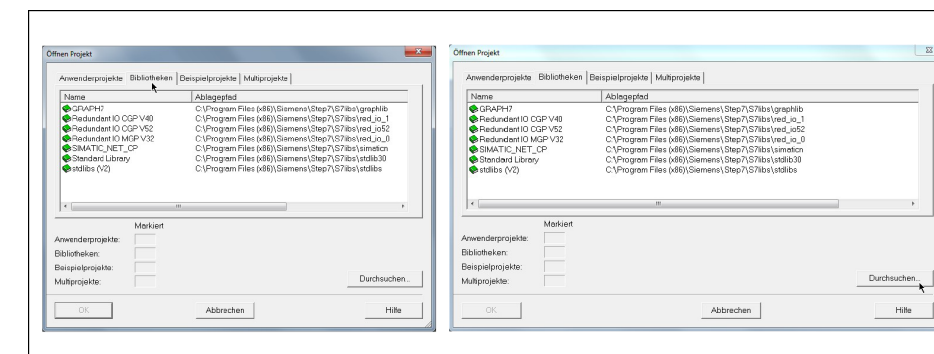 Öffnen Projekt
Anwenderprojekte Bibliotheken Beispielprojekte Multiprojekte
Name Ablagepfad
GRAPH7 C:\Program Files (x86)\Siemens\Step7\S7libs\graphlib
Redundant IO CGP V40 C:\Program Files (x86)\Siemens\Step7\S7libs\red_io_1
Redundant IO CGP V52 C:\Program Files (x86)\Siemens\Step7\S7libs\red_io52
Redundant IO MGP V32 C:\Program Files (x86)\Siemens\Step7\S7libs\red_io_0
SIMATIC_NET_CP C:\Program Files (x86)\Siemens\Step7\S7libs\simaticn
Standard Library C:\Program Files (x86)\Siemens\Step7\S7libs\stdlib30
stdlibs (V2) C:\Program Files (x86)\Siemens\Step7\S7libs\stdlibs
Markiert
Anwenderprojekte:
Bibliotheken:
Beispielprojekte:
Multiprojekte:
Durchsuchen...
OK Abbrechen Hilfe
Öffnen Projekt
Anwenderprojekte Bibliotheken Beispielprojekte Multiprojekte
Name Ablagepfad
GRAPH7 C:\Program Files (x86)\Siemens\Step7\S7libs\graphlib
Redundant IO CGP V40 C:\Program Files (x86)\Siemens\Step7\S7libs\red_io_1
Redundant IO CGP V52 C:\Program Files (x86)\Siemens\Step7\S7libs\red_io52
Redundant IO MGP V32 C:\Program Files (x86)\Siemens\Step7\S7libs\red_io_0
SIMATIC_NET_CP C:\Program Files (x86)\Siemens\Step7\S7libs\simaticn
Standard Library C:\Program Files (x86)\Siemens\Step7\S7libs\stdlib30
stdlibs (V2) C:\Program Files (x86)\Siemens\Step7\S7libs\stdlibs
Markiert
Anwenderprojekte:
Bibliotheken:
Beispielprojekte:
Multiprojekte:
Durchsuchen...
OK Abbrechen Hilfe